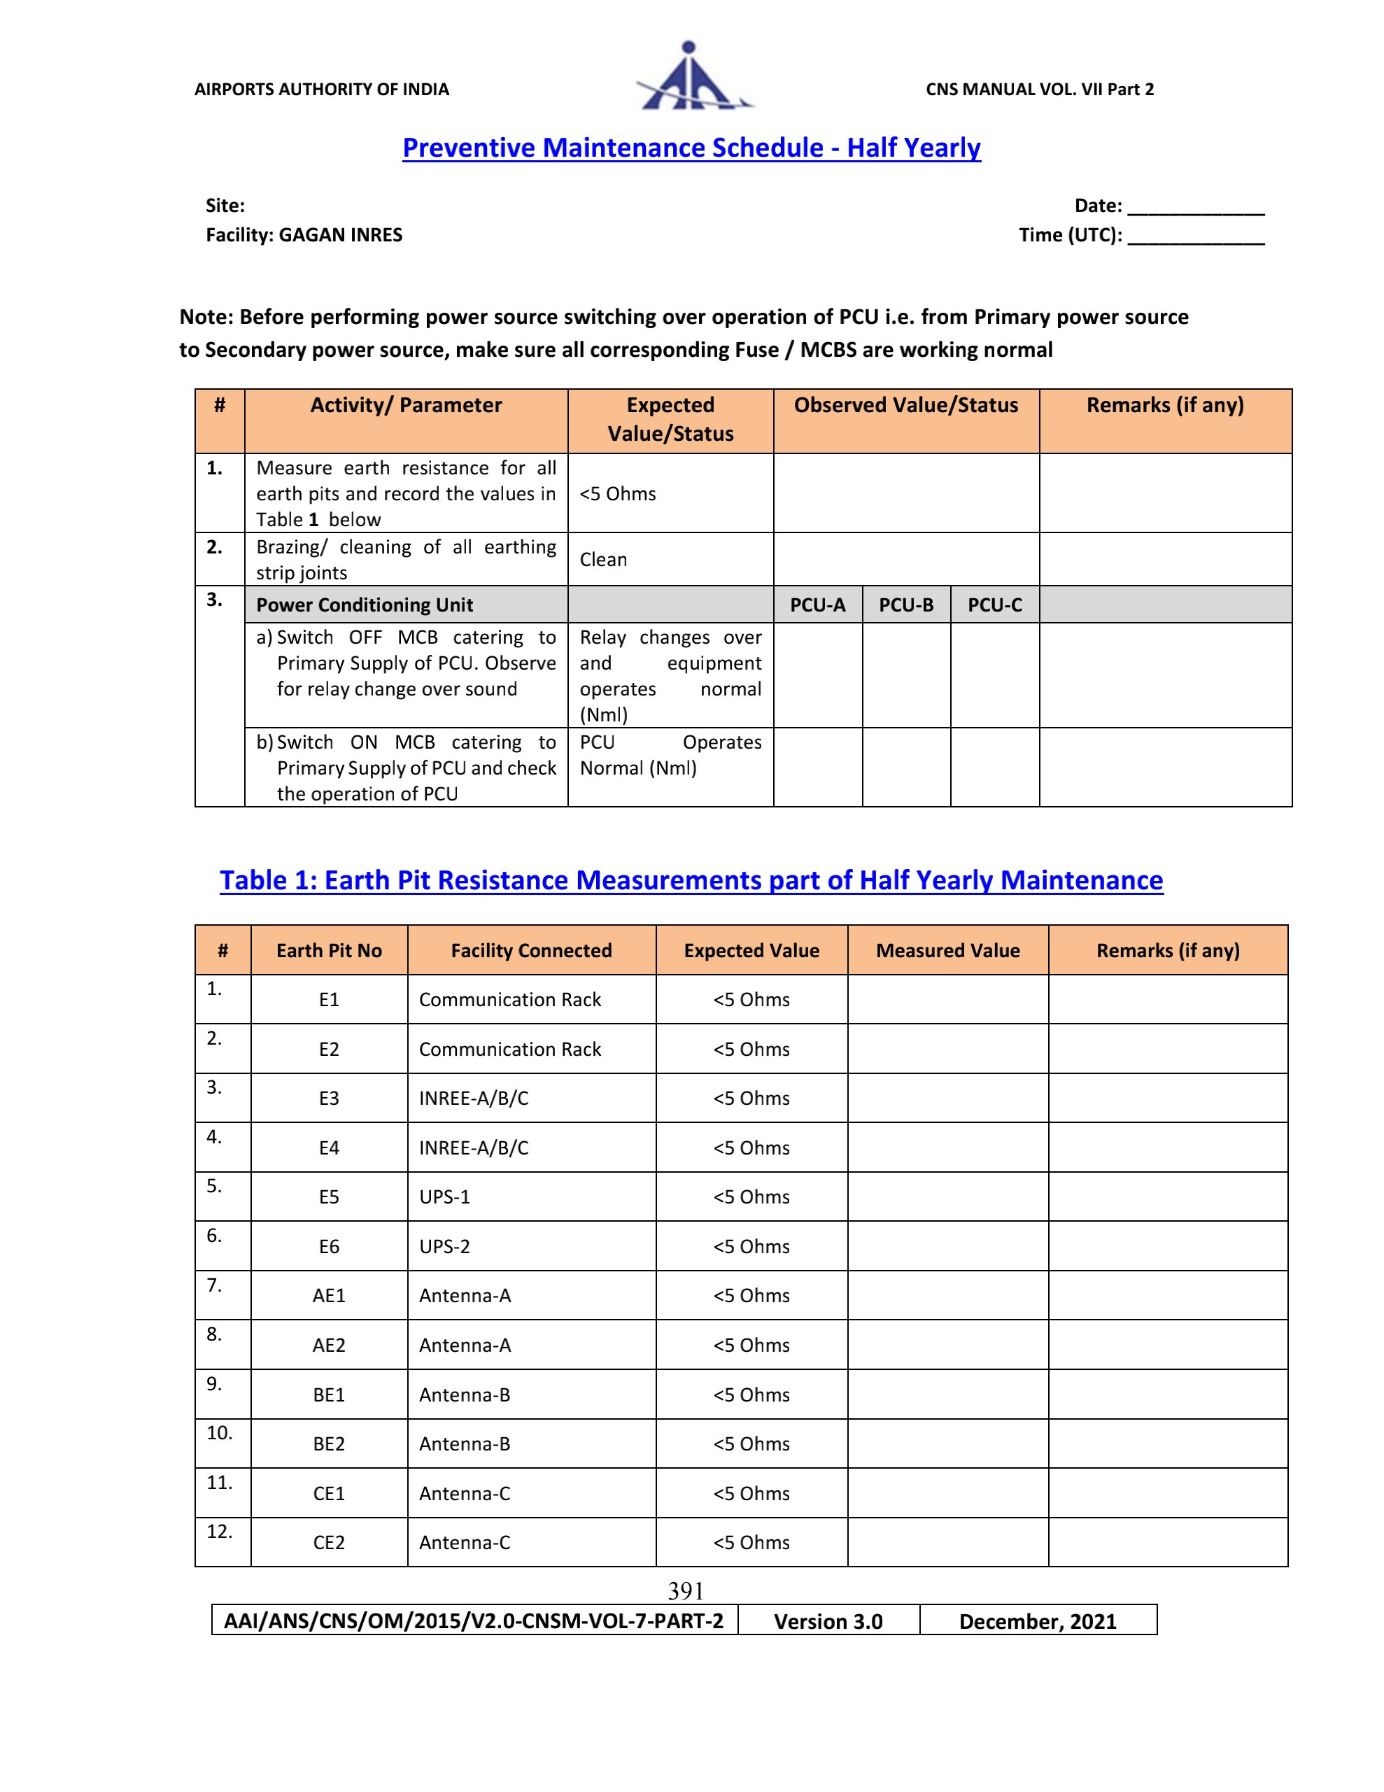 AIRPORTS AUTHORITY OF INDIA
CNS MANUAL VOL. VII Part 2
Preventive Maintenance Schedule - Half Yearly
Site:
Date: _____________
Facility: GAGAN INRES
Time (UTC): _____________
Note: Before performing power source switching over operation of PCU i.e. from Primary power source
to Secondary power source, make sure all corresponding Fuse / MCBS are working normal
# Activity/ Parameter Expected Observed Value/Status Remarks (if any)
Value/Status
1. Measure earth resistance for all
earth pits and record the values in <5 Ohms
Table 1 below
2. Brazing/ cleaning of all earthing
strip joints
Clean
3. Power Conditioning Unit PCU-A PCU-B PCU-C
a) Switch OFF MCB catering to
Primary Supply of PCU. Observe
for relay change over sound
Relay changes over
and equipment
operates normal
(Nml)
b) Switch ON MCB catering to
Primary Supply of PCU and check
the operation of PCU
PCU Operates
Normal (Nml)
Table 1: Earth Pit Resistance Measurements part of Half Yearly Maintenance
# Earth Pit No Facility Connected Expected Value Measured Value Remarks (if any)
1. E1 Communication Rack <5 Ohms
2. E2 Communication Rack <5 Ohms
3. E3 INREE-A/B/C <5 Ohms
4. E4 INREE-A/B/C <5 Ohms
5. E5 UPS-1 <5 Ohms
6. E6 UPS-2 <5 Ohms
7. AE1 Antenna-A <5 Ohms
8. AE2 Antenna-A <5 Ohms
9. BE1 Antenna-B <5 Ohms
10. BE2 Antenna-B <5 Ohms
11. CE1 Antenna-C <5 Ohms
12. CE2 Antenna-C <5 Ohms
391
AAI/ANS/CNS/OM/2015/V2.0-CNSM-VOL-7-PART-2 Version 3.0 December, 2021